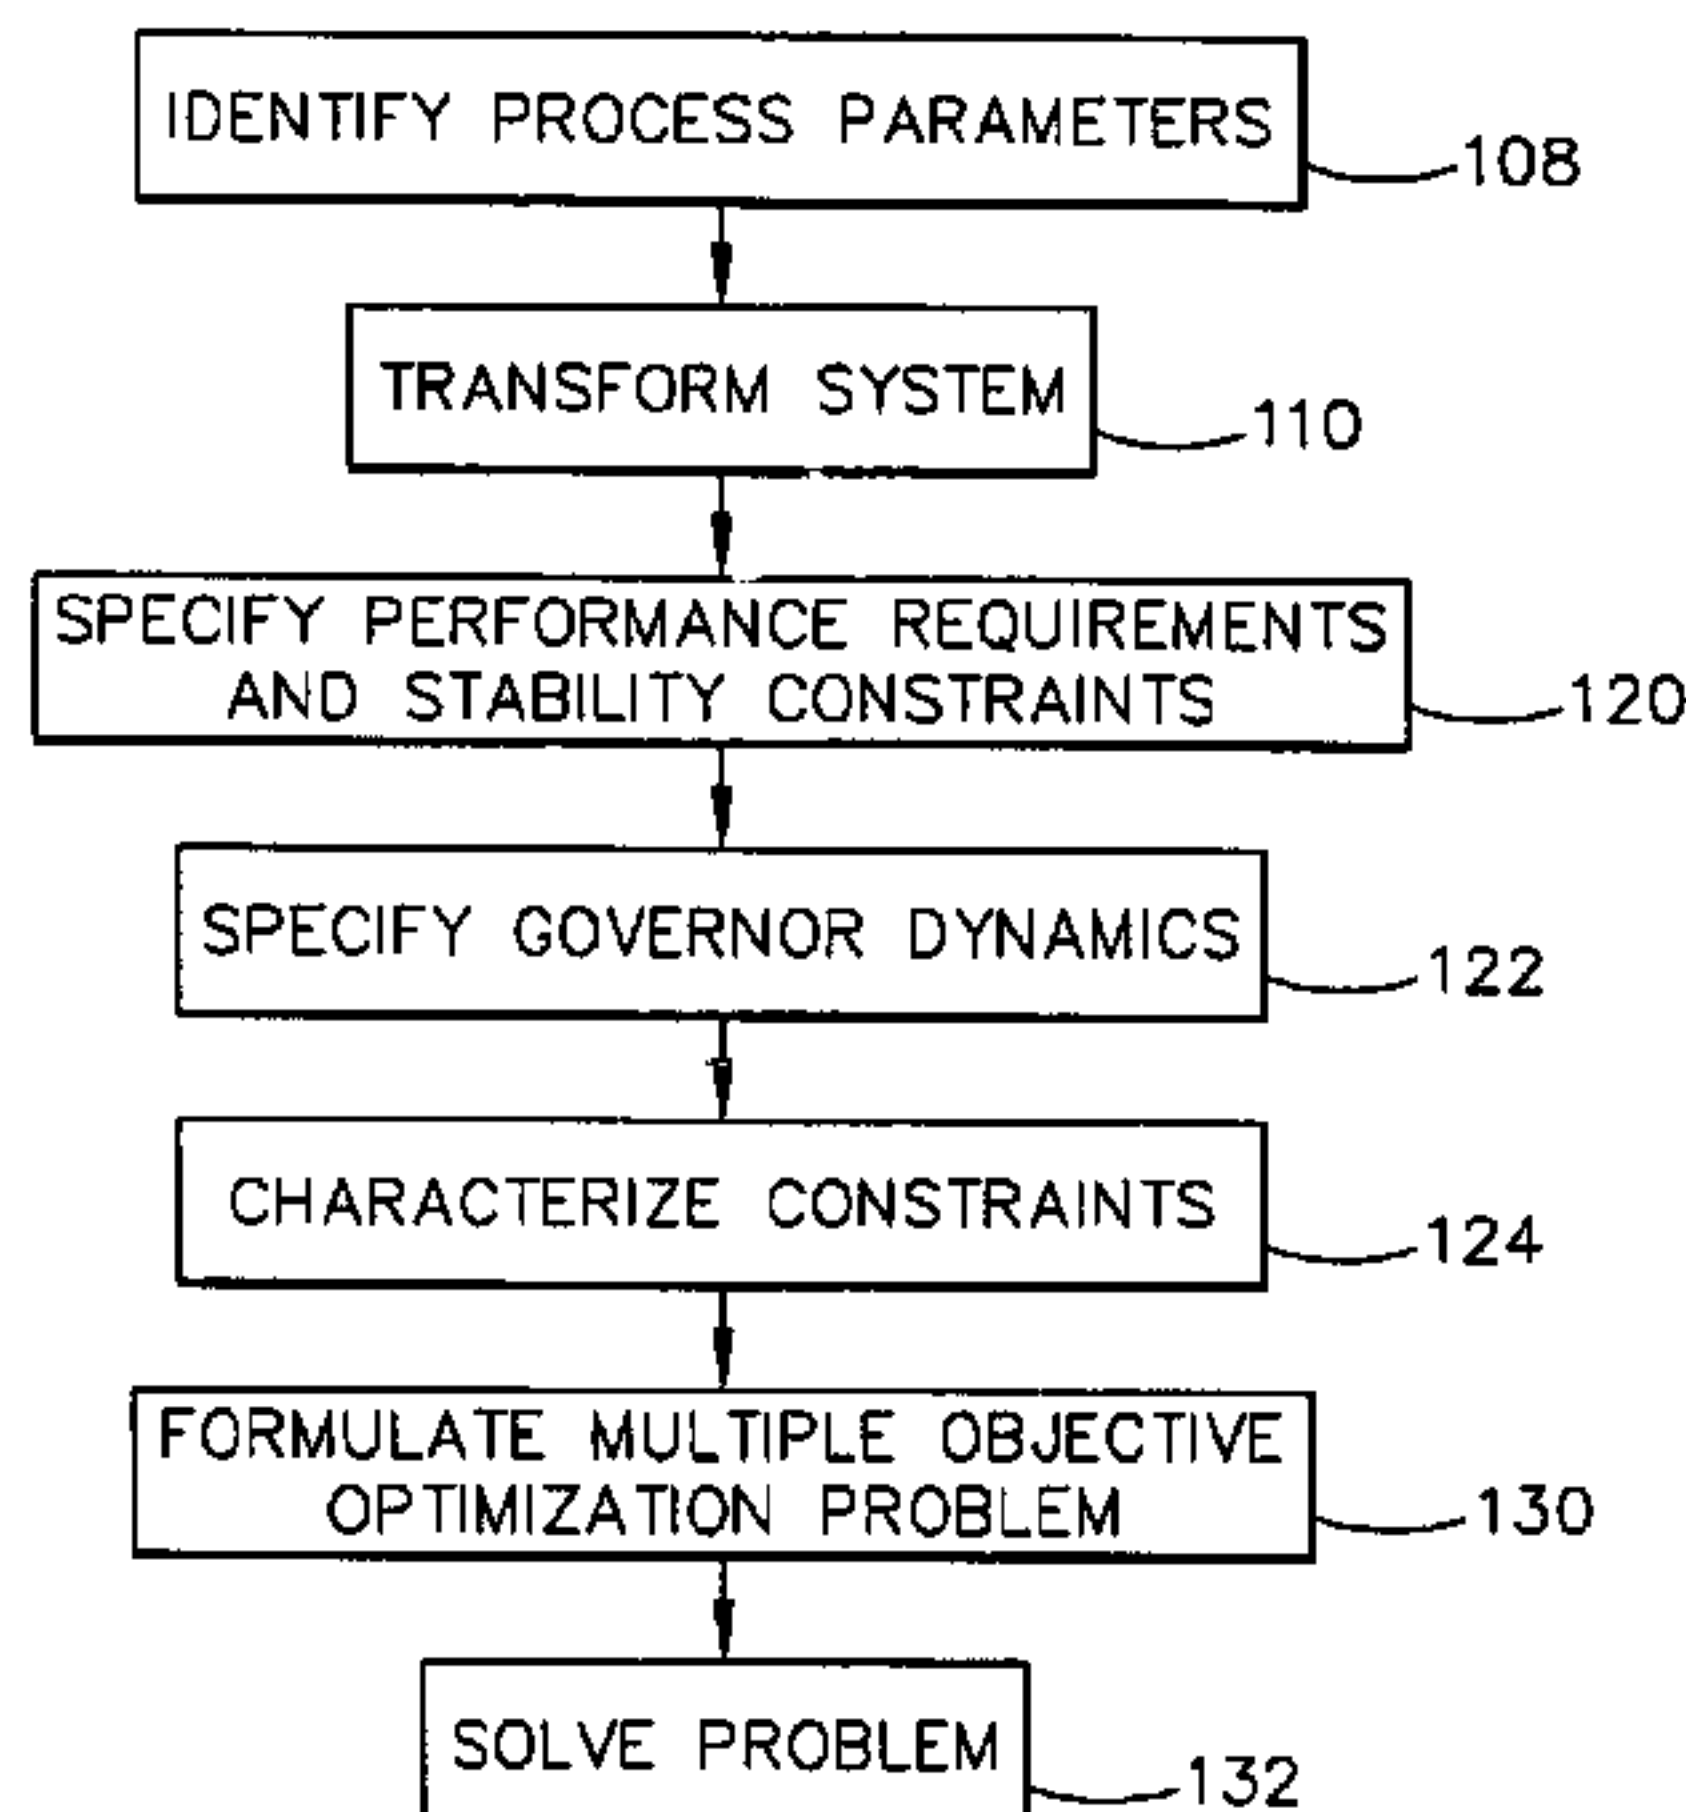 IDENTIFY PROCESS PARAMETERS
108
TRANSFORM SYSTEM
110
SPECIFY PERFORMANCE REQUIREMENTS
AND STABILITY CONSTRAINTS
120
SPECIFY GOVERNOR DYNAMICS
122
CHARACTERIZE CONSTRAINTS
124
FORMULATE MULTIPLE OBJECTIVE
OPTIMIZATION PROBLEM
130
SOLVE PROBLEM
132